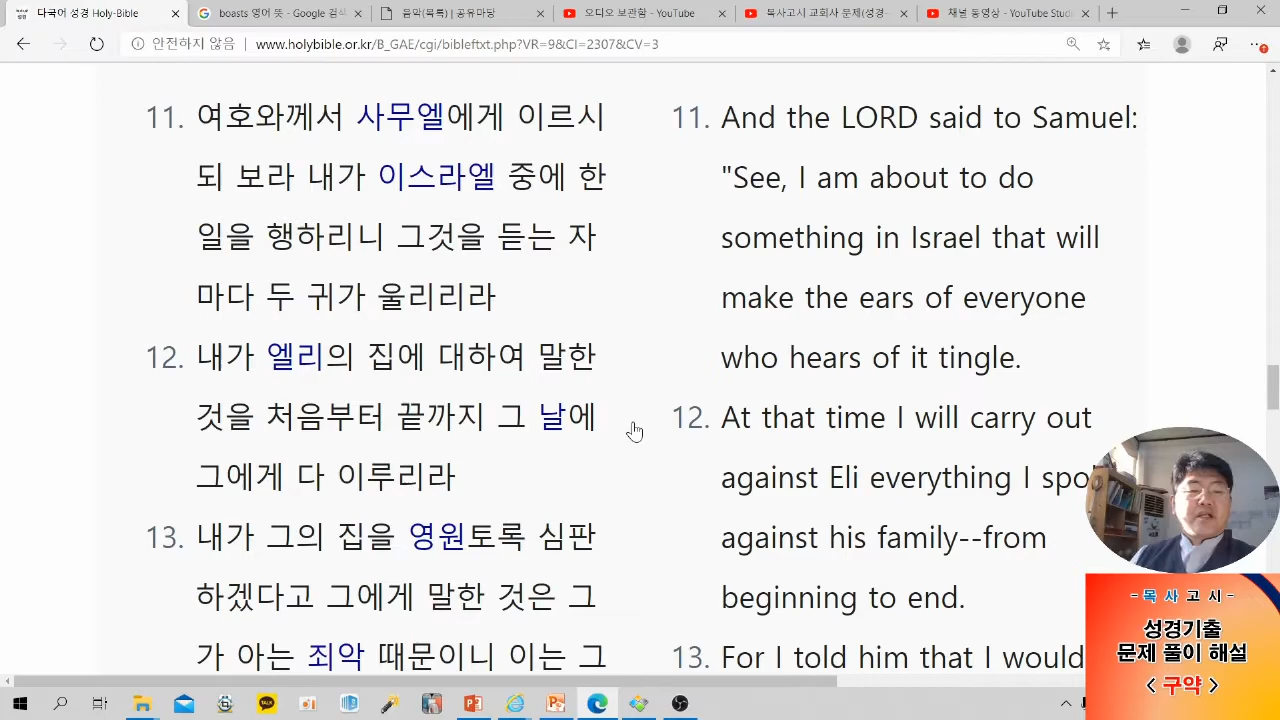 다국어 성경 Holy-Bible
boasts 영어 뜻 - Google 검색
음악(목록) | 공유마당
오디오 보관함 - YouTube
목사고시 교회사 문제(성경
채널 동영상 - YouTube Stud
안전하지 않음
www.holybible.or.kr/B_GAE/cgi/bibleftxt.php?VR=9&CI=2307&CV=3
11. 여호와께서 사무엘에게 이르시
되 보라 내가 이스라엘 중에 한
일을 행하리니 그것을 듣는 자
마다 두 귀가 울리리라
12. 내가 엘리의 집에 대하여 말한
것을 처음부터 끝까지 그 날에
그에게 다 이루리라
13. 내가 그의 집을 영원토록 심판
하겠다고 그에게 말한 것은 그
가 아는 죄악 때문이니 이는 그
11. And the LORD said to Samuel:
"See, I am about to do
something in Israel that will
make the ears of everyone
who hears of it tingle.
12. At that time I will carry out
against Eli everything I spo
against his family--from
beginning to end.
13. For I told him that I would
- 목 사 고 시 -
성경기출
문제 풀이 해설
< 구약 >